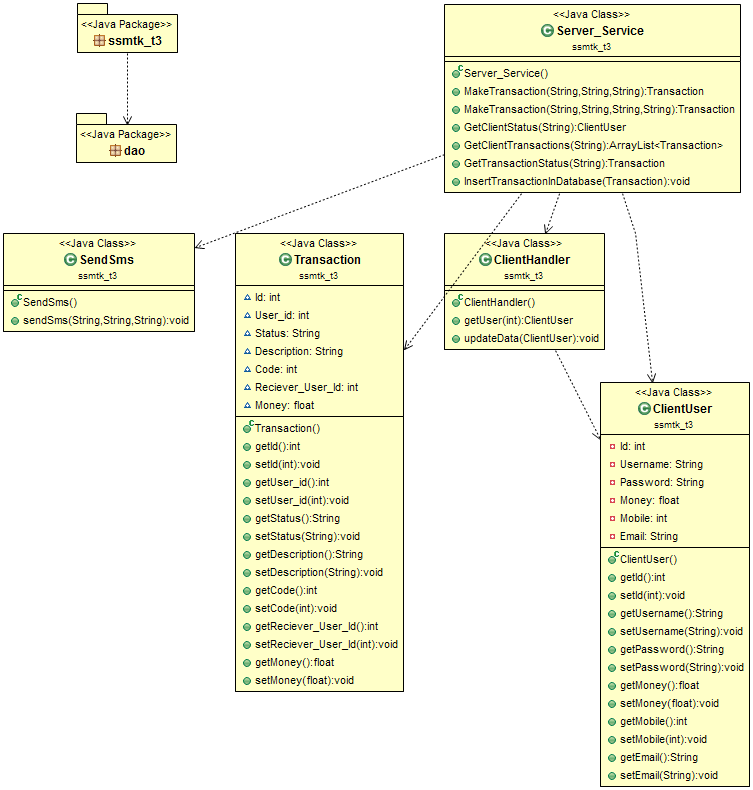 <<Java Package>>
ssmtk_t3
<<Java Package>>
dao
<<Java Class>>
Server_Service
ssmtk_t3
Server_Service()
MakeTransaction(String,String,String):Transaction
MakeTransaction(String,String,String,String):Transaction
GetClientStatus(String):ClientUser
GetClientTransactions(String):ArrayList<Transaction>
GetTransactionStatus(String):Transaction
InsertTransactionInDatabase(Transaction):void
<<Java Class>>
SendSms
ssmtk_t3
SendSms()
sendSms(String,String,String):void
<<Java Class>>
Transaction
ssmtk_t3
Id: int
User_id: int
Status: String
Description: String
Code: int
Reciever_User_Id: int
Money: float
Transaction()
getId():int
setId(int):void
getUser_id():int
setUser_id(int):void
getStatus():String
setStatus(String):void
getDescription():String
setDescription(String):void
getCode():int
setCode(int):void
getReciever_User_Id():int
setReciever_User_Id(int):void
getMoney():float
setMoney(float):void
<<Java Class>>
ClientHandler
ssmtk_t3
ClientHandler()
getUser(int):ClientUser
updateData(ClientUser):void
<<Java Class>>
ClientUser
ssmtk_t3
Id: int
Username: String
Password: String
Money: float
Mobile: int
Email: String
ClientUser()
getId():int
setId(int):void
getUsername():String
setUsername(String):void
getPassword():String
setPassword(String):void
getMoney():float
setMoney(float):void
getMobile():int
setMobile(int):void
getEmail():String
setEmail(String):void